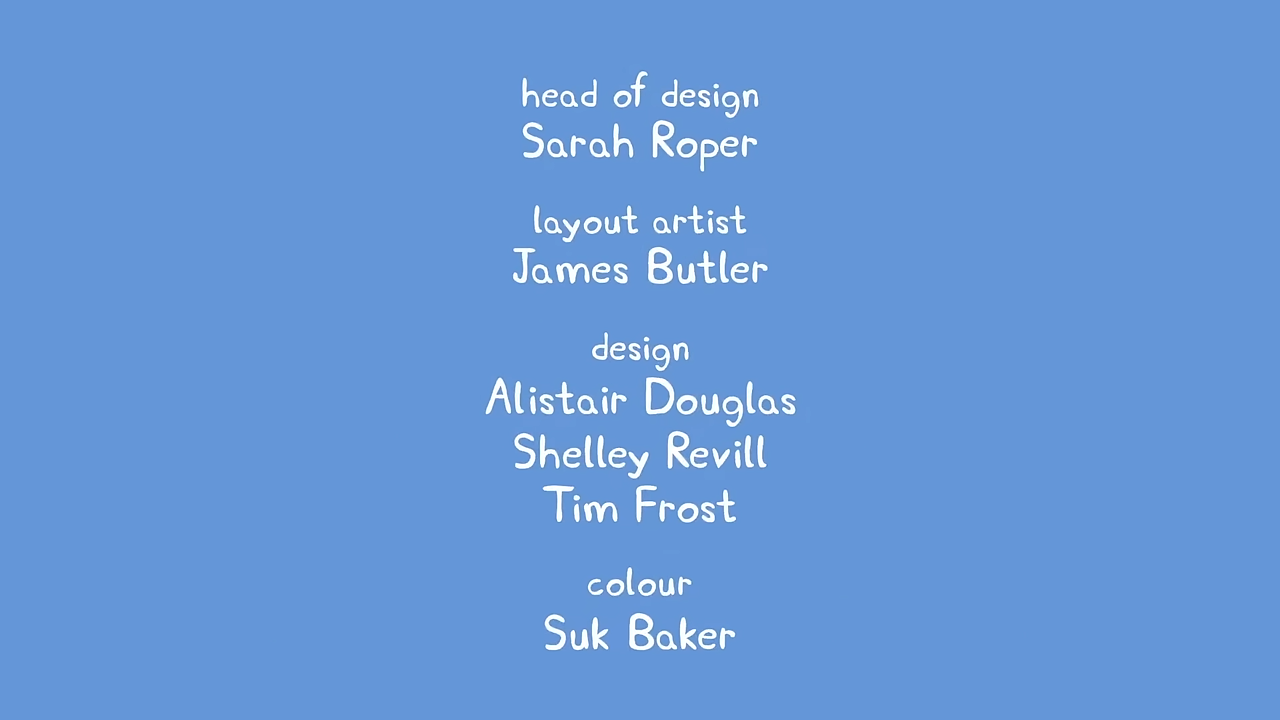 head of design
Sarah Roper
layout artist
James Butler
design
Alistair Douglas
Shelley Revill
Tim Frost
colour
Suk Baker